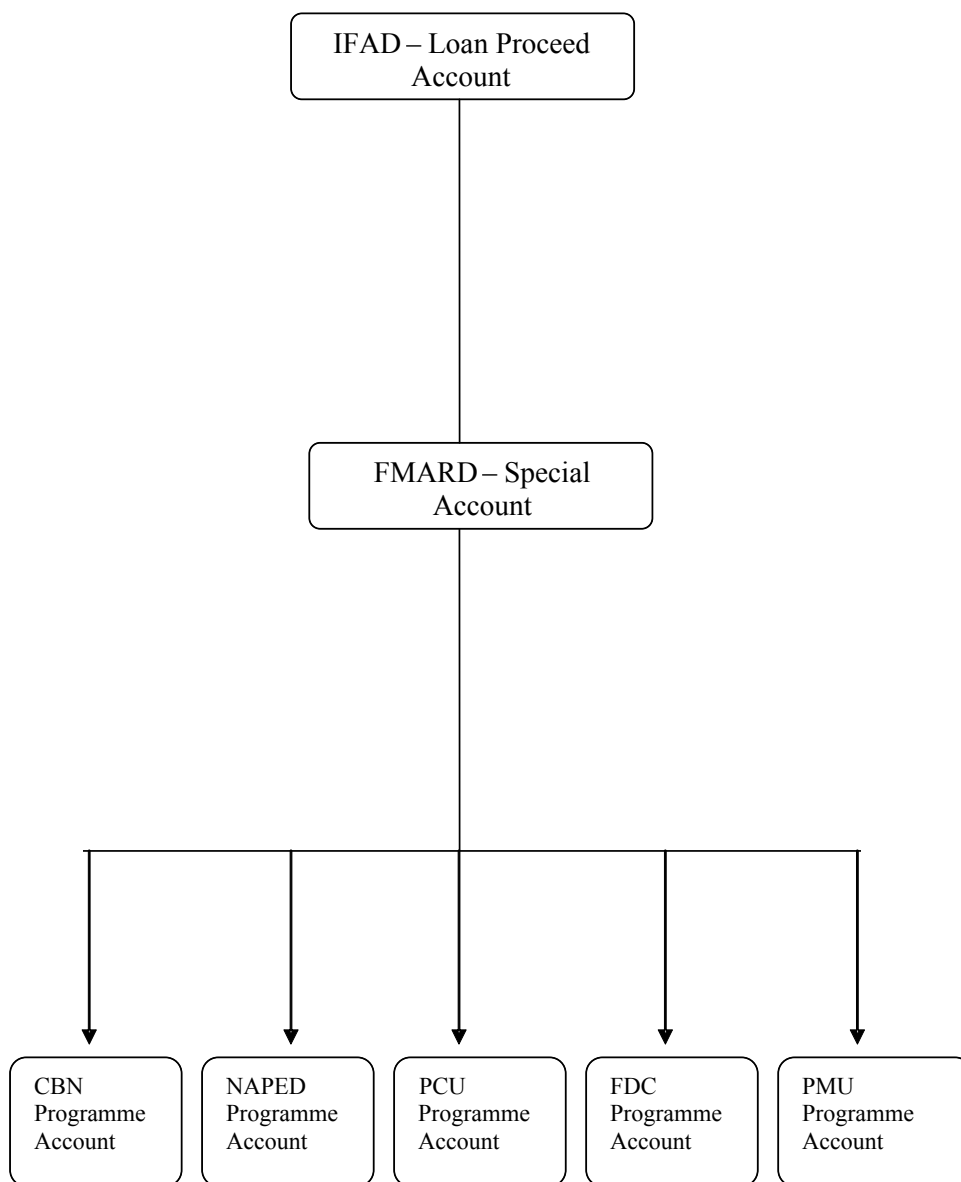 IFAD – Loan Proceed
Account
FMARD – Special
Account
CBN
Programme
Account
NAPED
Programme
Account
PCU
Programme
Account
FDC
Programme
Account
PMU
Programme
Account